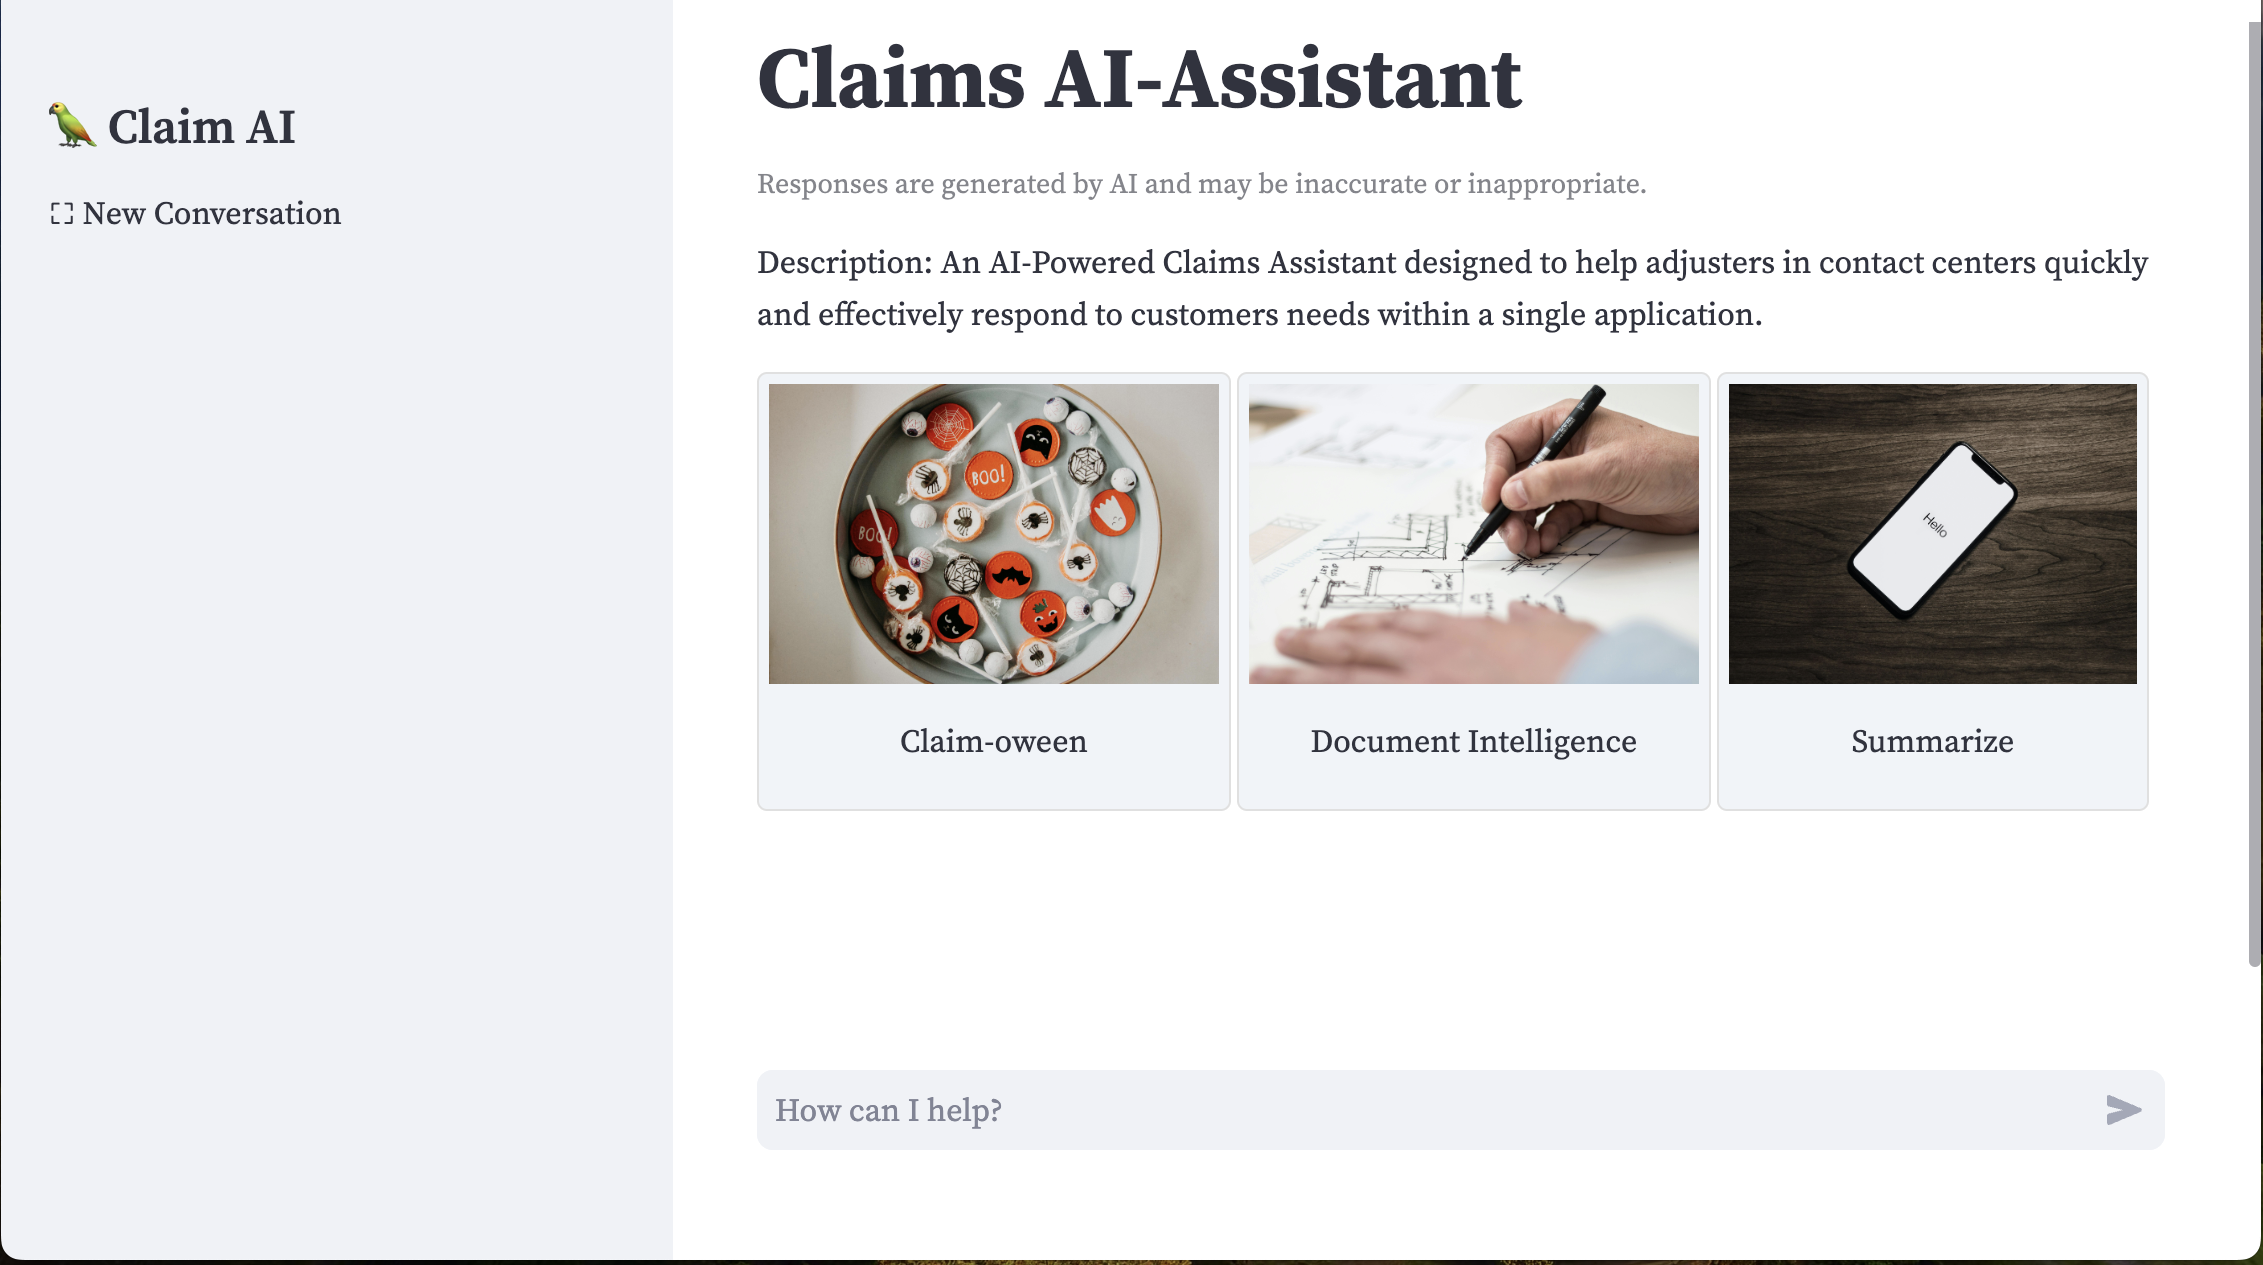 Claim AI
New Conversation
Claims AI-Assistant
Responses are generated by AI and may be inaccurate or inappropriate.
Description: An AI-Powered Claims Assistant designed to help adjusters in contact centers quickly
and effectively respond to customers needs within a single application.
BOO!
BOO!
Hello
Claim-oween
Document Intelligence
Summarize
How can I help?